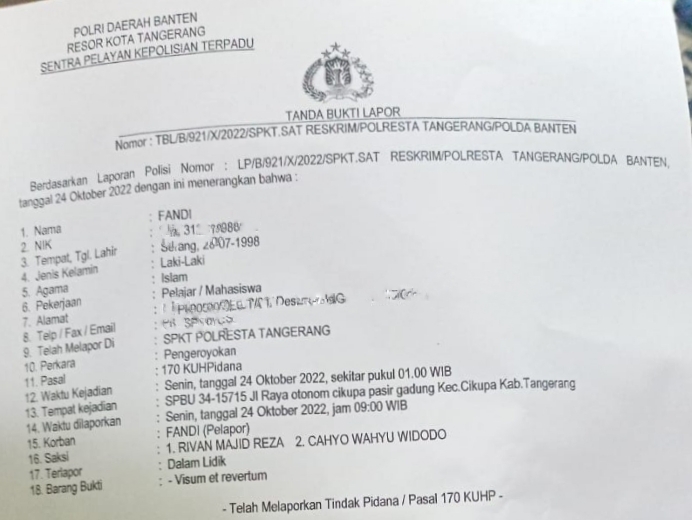 POLRI DAERAH BANTEN
RESOR KOTA TANGERANG
SENTRA PELAYAN KEPOLISIAN TERPADU
TANDA BUKTI LAPOR
Nomor : TBL/B/921/X/2022/SPKT.SAT RESKRIM/POLRESTA TANGERANG/POLDA BANTEN
Berdasarkan Laporan Polisi Nomor : LP/B/921/X/2022/SPKT.SAT RESKRIM/POLRESTA TANGERANG/POLDA BANTEN,
tanggal 24 Oktober 2022 dengan ini menerangkan bahwa :
1. Nama : FANDI
2. NIK :
3. Tempat, Tgl. Lahir :
4. Jenis Kelamin : Laki-Laki
5. Agama : Islam
6. Pekerjaan : Pelajar / Mahasiswa
7. Alamat :
8. Telp / Fax / Email :
9. Telah Melapor Di : SPKT POLRESTA TANGERANG
10. Perkara : Pengeroyokan
11. Pasal : 170 KUHPidana
12. Waktu Kejadian : Senin, tanggal 24 Oktober 2022, sekitar pukul 01.00 WIB
13. Tempat kejadian : SPBU 34-15715 Jl Raya otonom cikupa pasir gadung Kec.Cikupa Kab.Tangerang
14. Waktu dilaporkan : Senin, tanggal 24 Oktober 2022, jam 09:00 WIB
15. Korban : FANDI (Pelapor)
16. Saksi : 1. RIVAN MAJID REZA 2. CAHYO WAHYU WIDODO
17. Terlapor : Dalam Lidik
18. Barang Bukti : - Visum et revertum
- Telah Melaporkan Tindak Pidana / Pasal 170 KUHP -